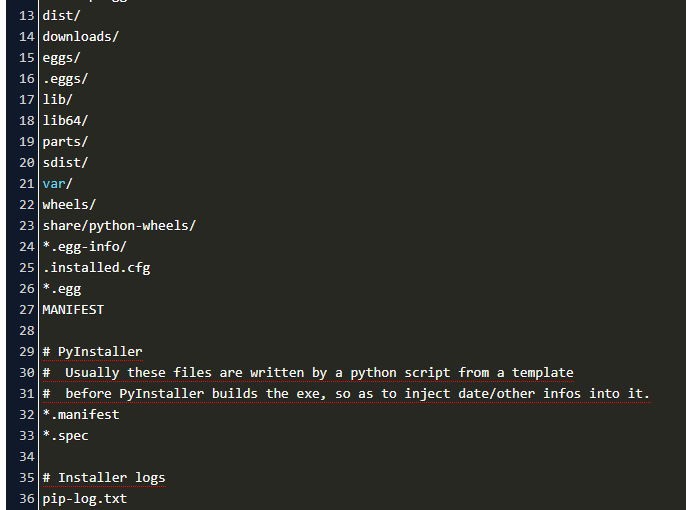 13 dist/
14 downloads/
15 eggs/
16 .eggs/
17 lib/
18 lib64/
19 parts/
20 sdist/
21 var/
22 wheels/
23 share/python-wheels/
24 *.egg-info/
25 .installed.cfg
26 *.egg
27 MANIFEST
28
29 # PyInstaller
30 #  Usually these files are written by a python script from a template
31 #  before PyInstaller builds the exe, so as to inject date/other infos into it.
32 *.manifest
33 *.spec
34
35 # Installer logs
36 pip-log.txt